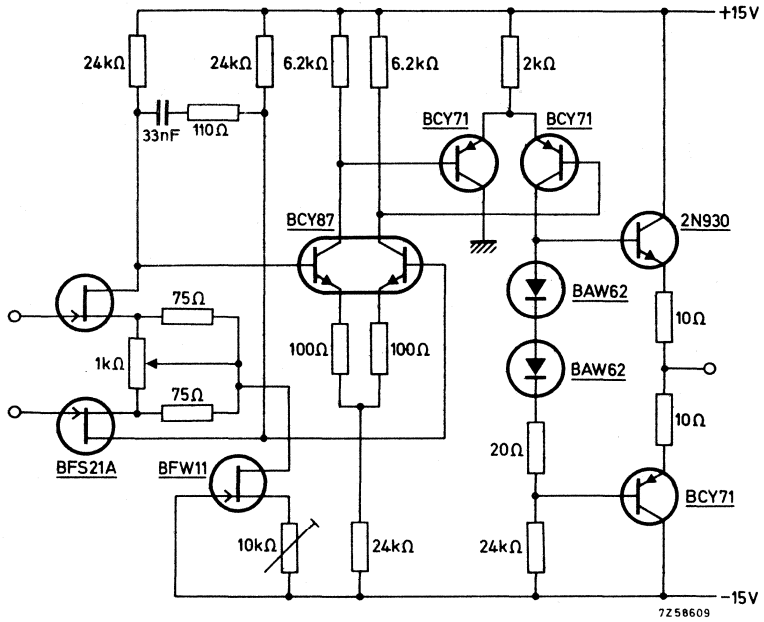 +15V
24kΩ
24kΩ
6.2kΩ
6.2kΩ
2kΩ
33nF
110Ω
BCY71
BCY71
BCY87
2N930
75Ω
BAW62
10Ω
1kΩ
100Ω
100Ω
BAW62
75Ω
10Ω
BFS21A
BFW11
20Ω
BCY71
10kΩ
24kΩ
24kΩ
-15V
7Z58609